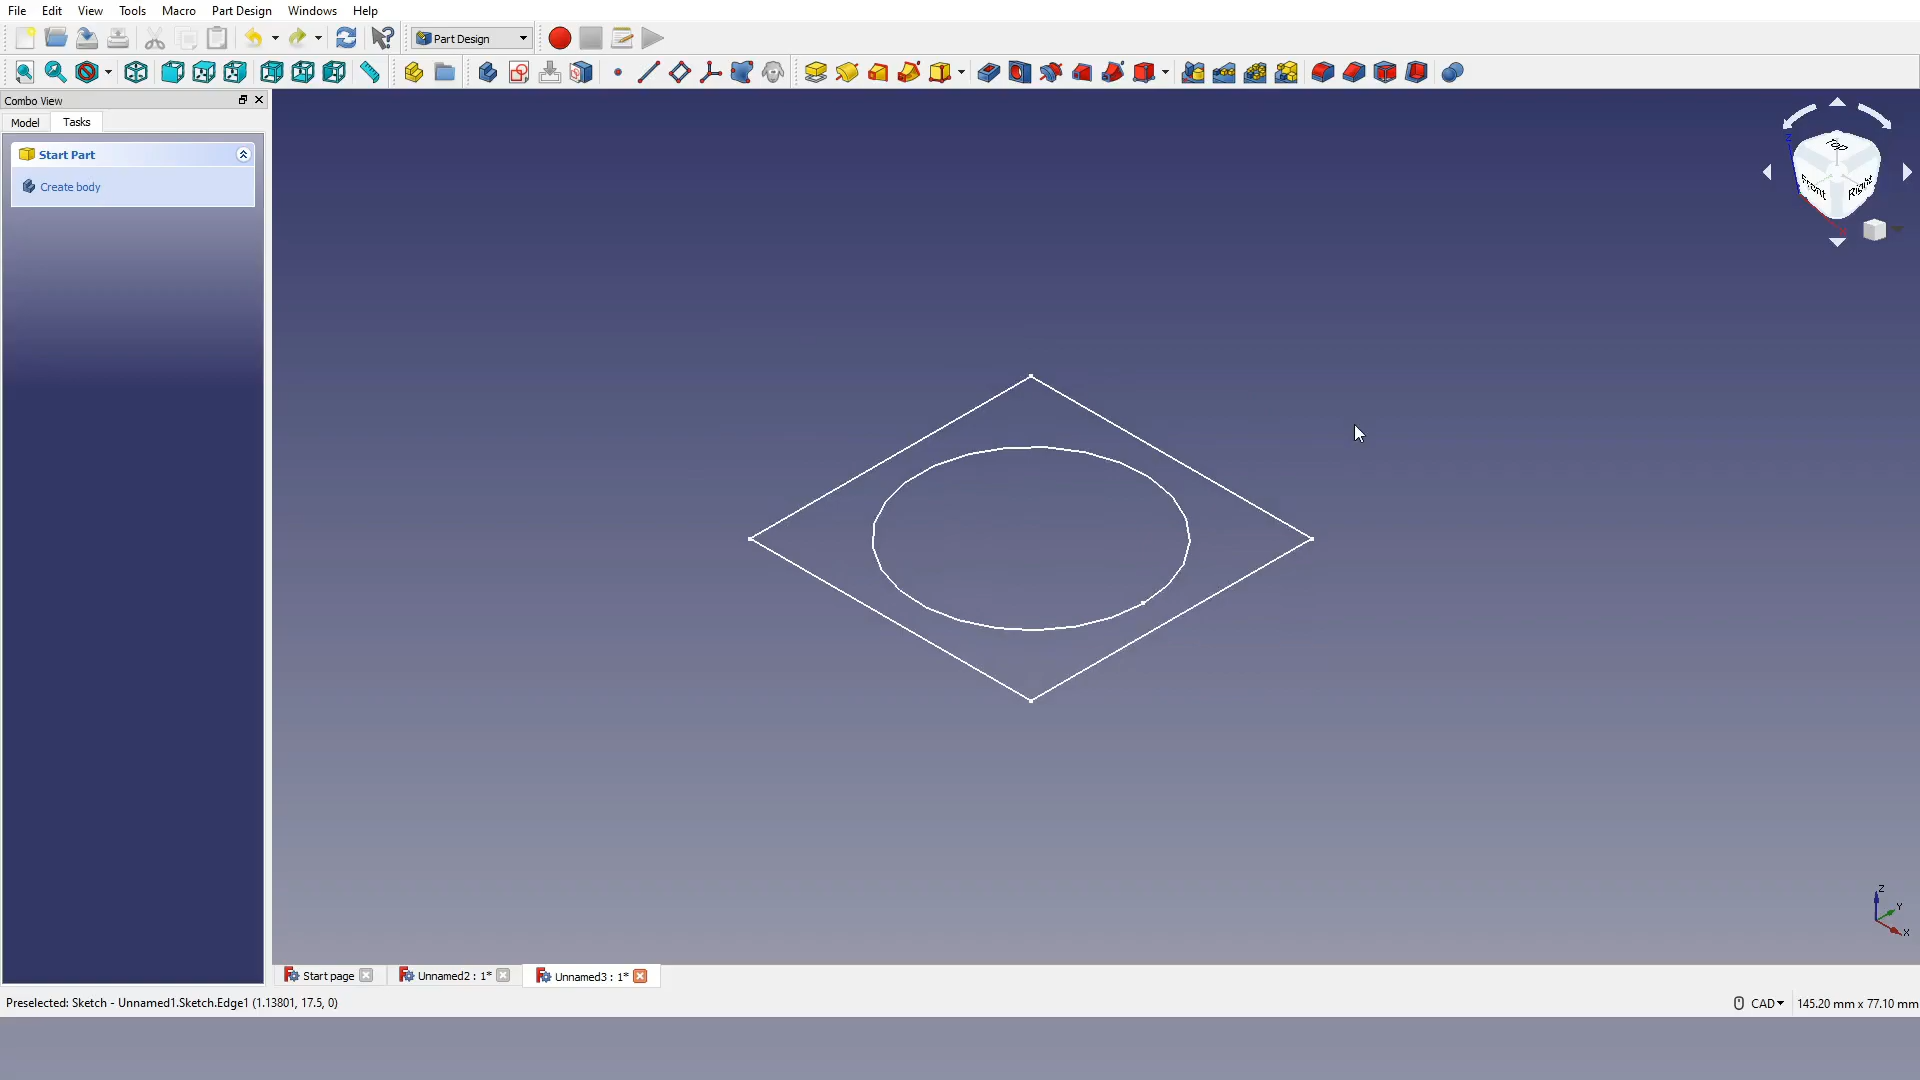 File Edit View Tools Macro Part Design Windows Help
Part Design
Combo View
Model Tasks
Start Part
Create body
Top
Front Right
Z
Y
X
Start page Unnamed2 : 1* Unnamed3 : 1*
Preselected: Sketch - Unnamed1.Sketch.Edge1 (1.13801, 17.5, 0) CAD 145.20 mm x 77.10 mm